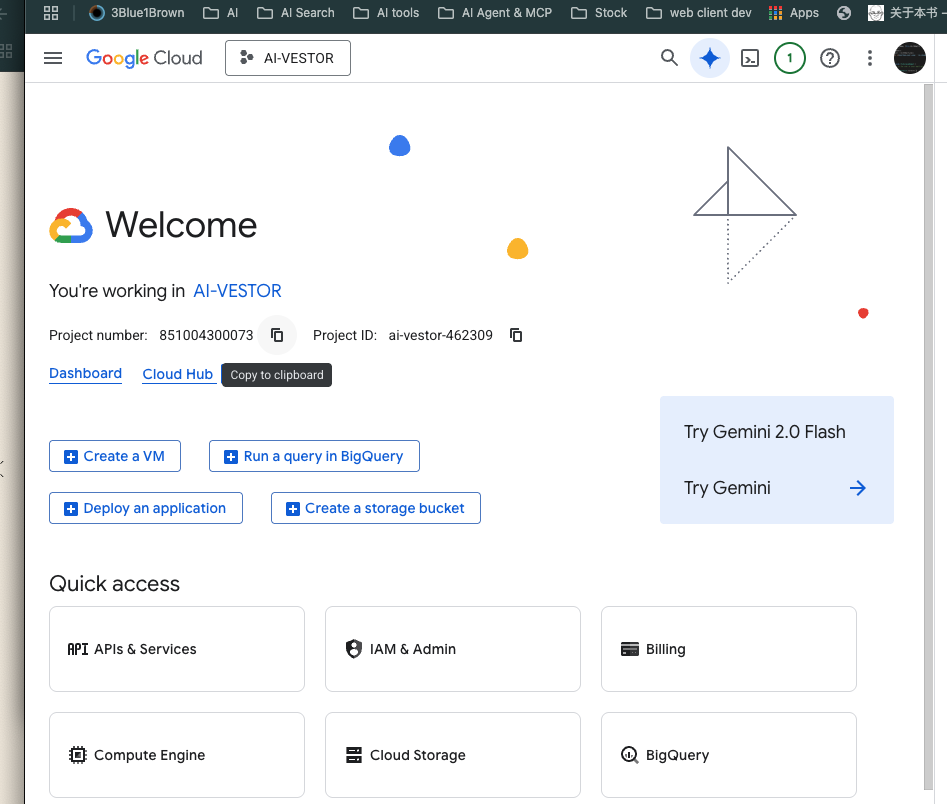 3Blue1Brown AI AI Search AI tools AI Agent & MCP Stock web client dev Apps 关于本书 -
Google Cloud AI-VESTOR 1
Welcome
You're working in AI-VESTOR
Project number: 851004300073 Project ID: ai-vestor-462309
Dashboard Cloud Hub Copy to clipboard
Try Gemini 2.0 Flash
Create a VM Run a query in BigQuery
Try Gemini
Deploy an application Create a storage bucket
Quick access
API APIs & Services IAM & Admin Billing
Compute Engine Cloud Storage BigQuery